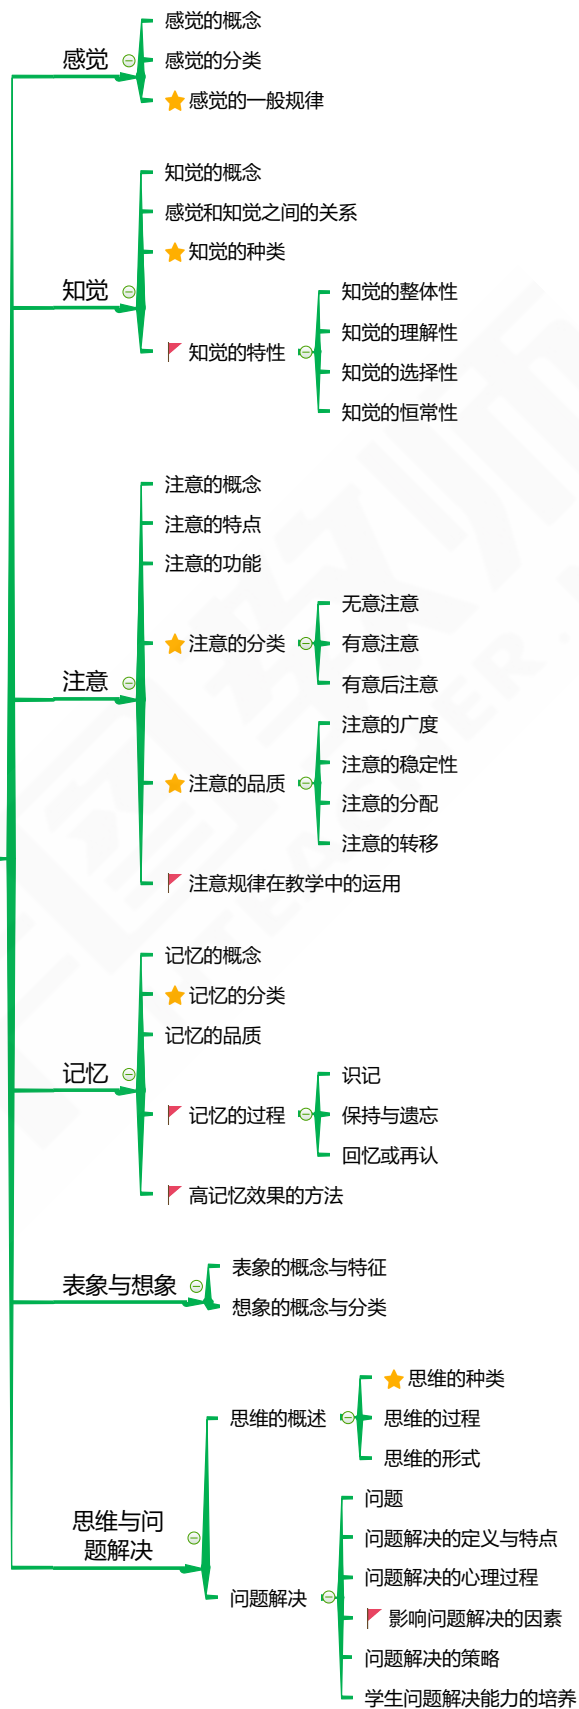 感觉
感觉的概念
感觉的分类
感觉的一般规律
知觉
知觉的概念
感觉和知觉之间的关系
知觉的种类
知觉的特性
知觉的整体性
知觉的理解性
知觉的选择性
知觉的恒常性
注意
注意的概念
注意的特点
注意的功能
注意的分类
无意注意
有意注意
有意后注意
注意的品质
注意的广度
注意的稳定性
注意的分配
注意的转移
注意规律在教学中的运用
记忆
记忆的概念
记忆的分类
记忆的品质
记忆的过程
识记
保持与遗忘
回忆或再认
高记忆效果的方法
表象与想象
表象的概念与特征
想象的概念与分类
思维与问
题解决
思维的概述
思维的种类
思维的过程
思维的形式
问题解决
问题
问题解决的定义与特点
问题解决的心理过程
影响问题解决的因素
问题解决的策略
学生问题解决能力的培养